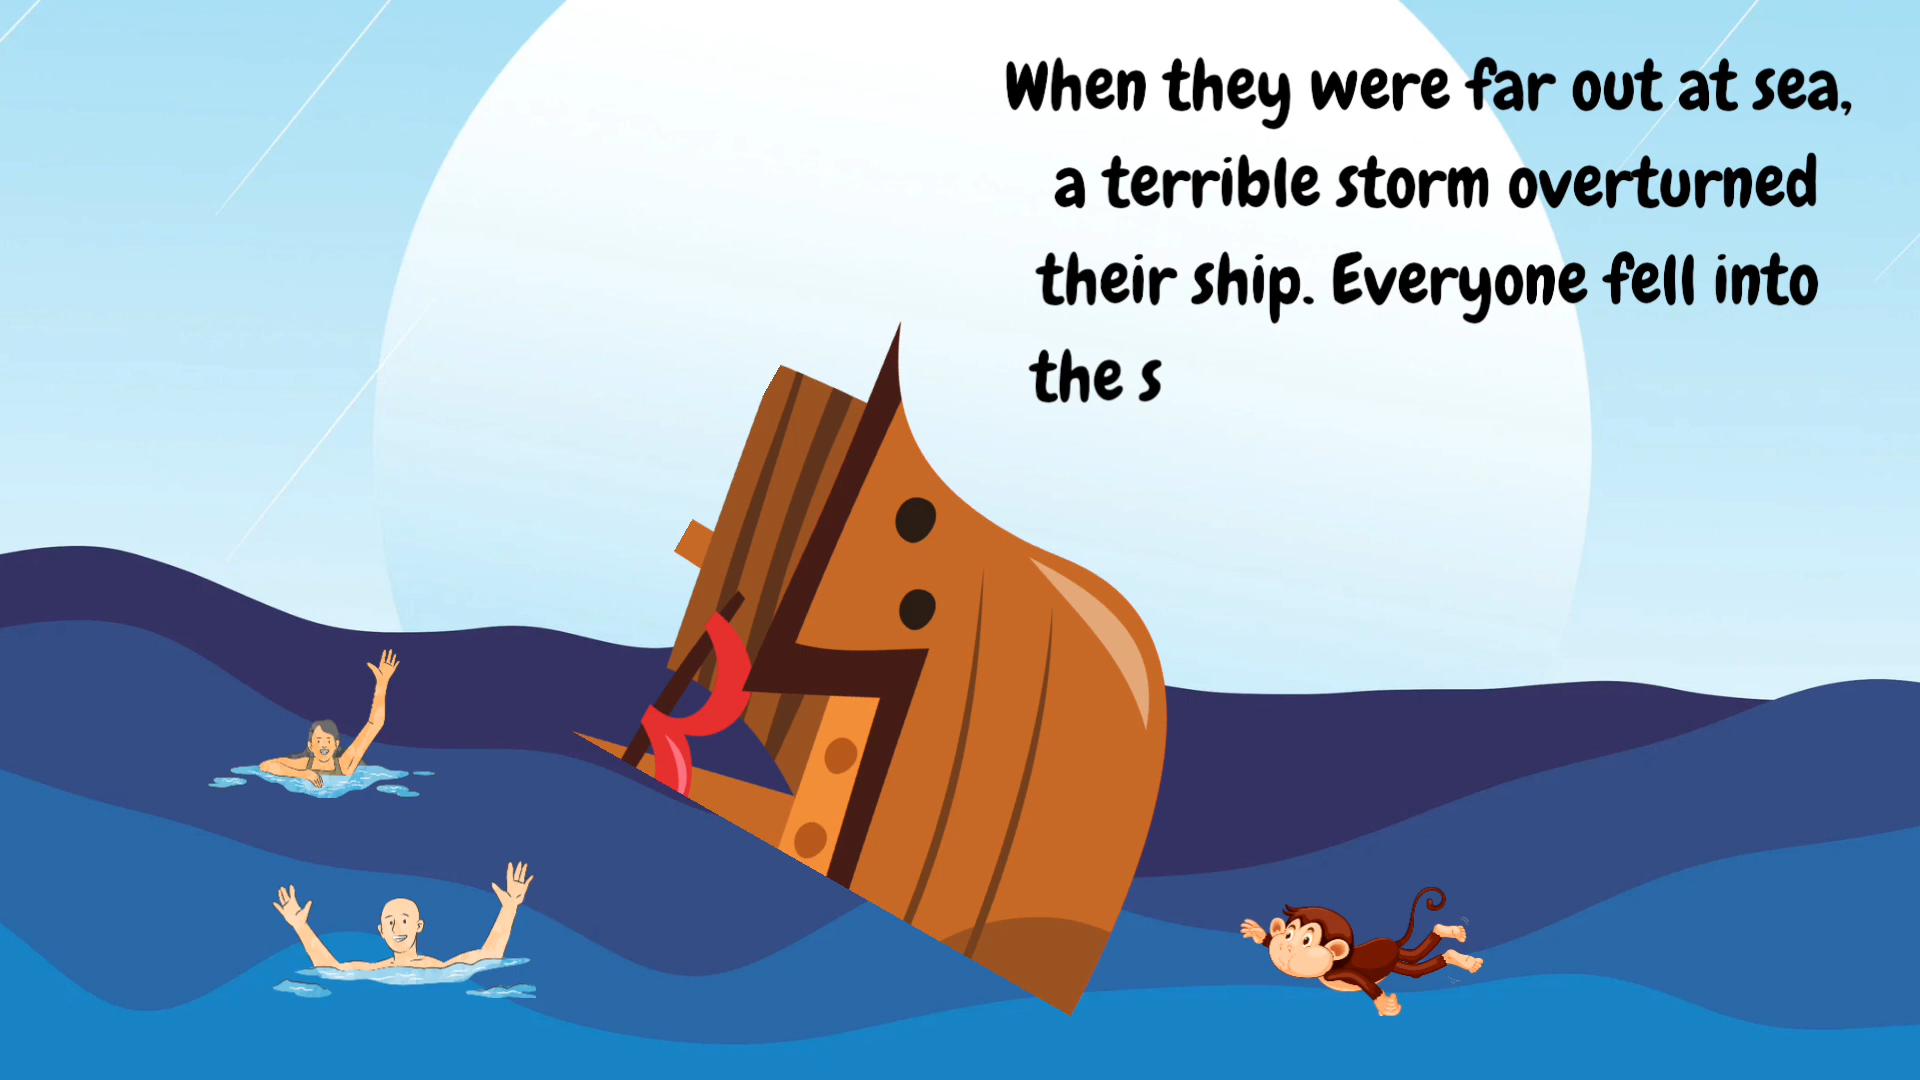 When they were far out at sea,
a terrible storm overturned
their ship. Everyone fell into
the s